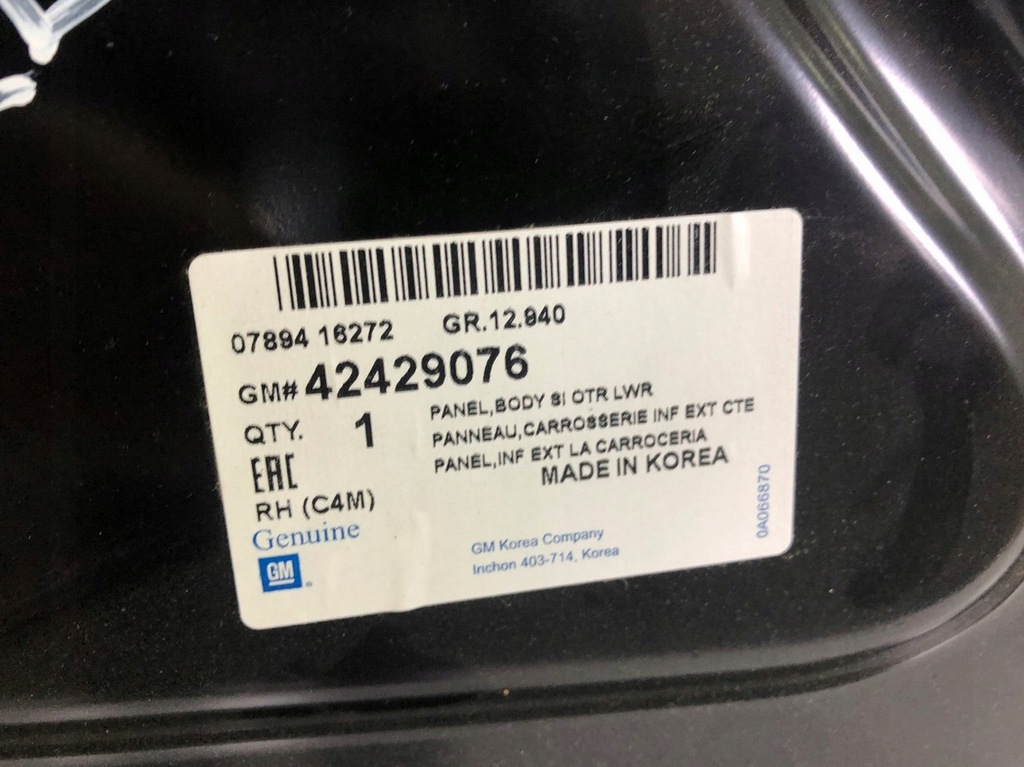 07894 16272 GR.12.940
GM# 42429076
QTY. 1
PANEL,BODY SI OTR LWR
PANNEAU,CARROSSERIE INF EXT CTE
PANEL,INF EXT LA CARROCERIA
MADE IN KOREA
EAC
RH (C4M)
Genuine
GM
GM Korea Company
Inchon 403-714, Korea
0A066870